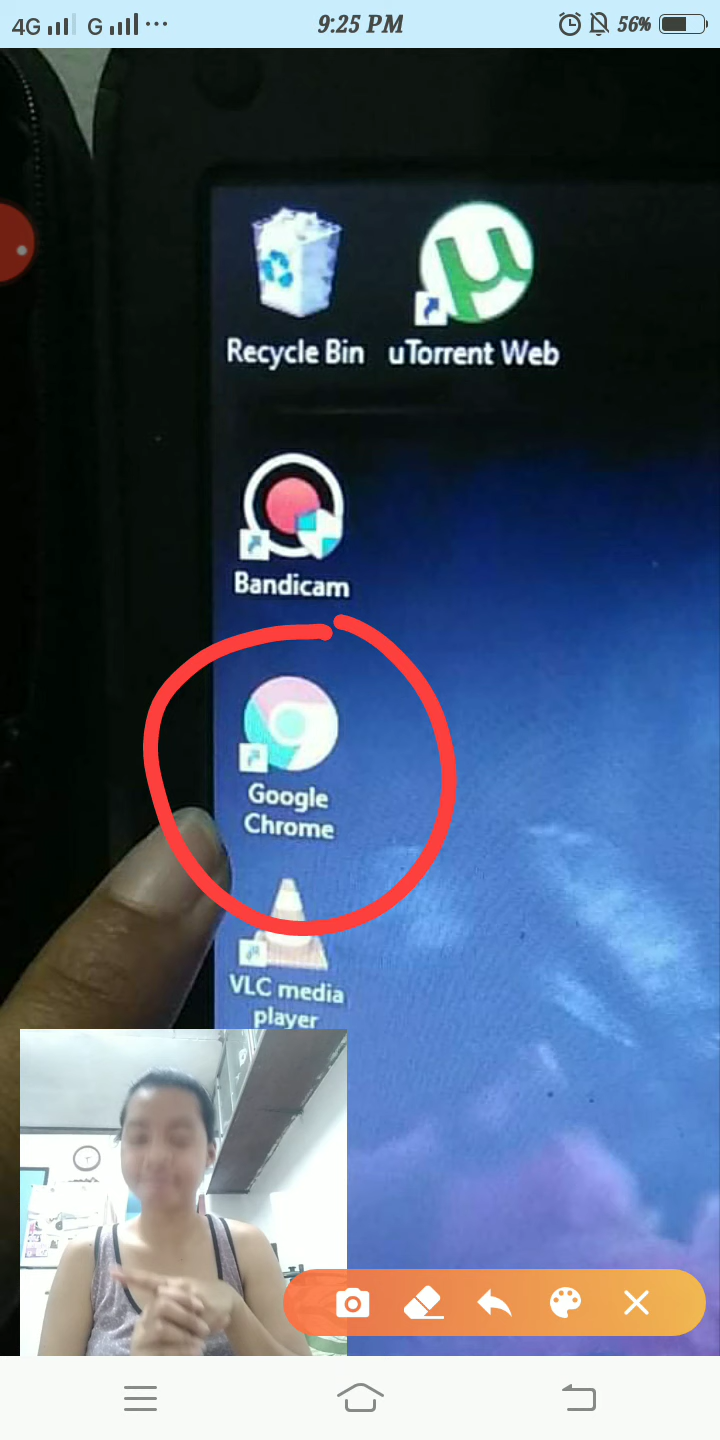 4G G ... 9:25 PM 56%
Recycle Bin uTorrent Web
Bandicam
Google
Chrome
VLC media
player